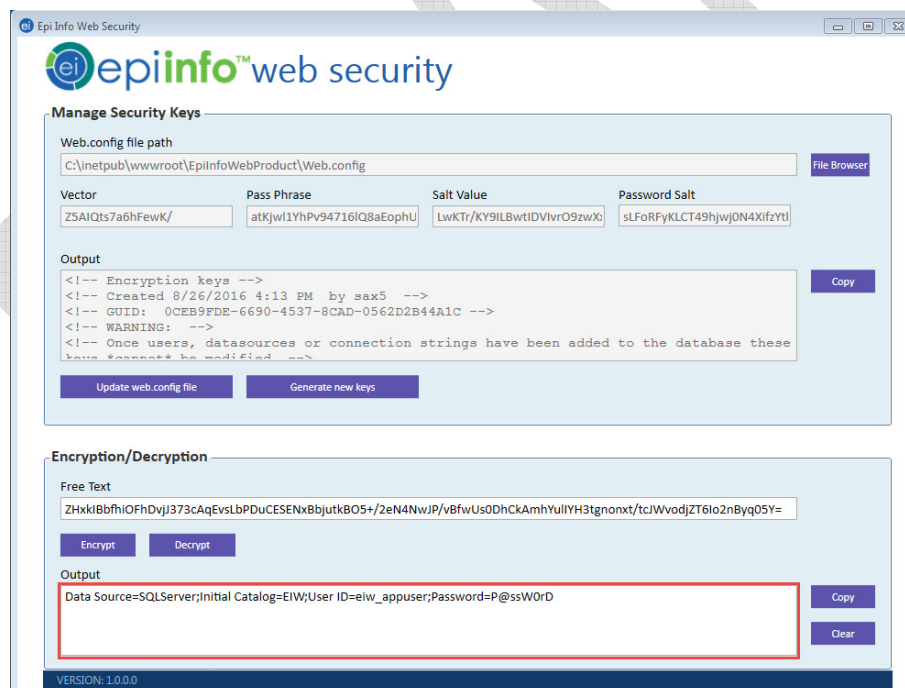 Epi Info Web Security
ei epiinfo™ web security
Manage Security Keys
Web.config file path
C:\inetpub\wwwroot\EpiInfoWebProduct\Web.config
File Browser
Vector Pass Phrase Salt Value Password Salt
Z5AIQts7a6hFewK/ atKjwl1YhPv94716lQ8aEophU LwKTr/KY9ILBwtIDVIvrO9zwX sLFoRFyKLCT49hjwj0N4XifzYtl
Output
<!-- Encryption keys -->
<!-- Created 8/26/2016 4:13 PM  by sax5  -->
<!-- GUID:  0CEB9FDE-6690-4537-8CAD-0562D2B44A1C -->
<!-- WARNING:  -->
<!-- Once users, datasources or connection strings have been added to the database these
keys *cannot* be modified  -->
Copy
Update web.config file Generate new keys
Encryption/Decryption
Free Text
ZHxkIBbfhiOFhDvjJ373cAqEvsLbPDuCESENxBbjutkBO5+/2eN4NwJP/vBfwUs0DhCkAmhYulIYH3tgnonxt/tcJWvodjZT6Io2nByq05Y=
Encrypt Decrypt
Output
Data Source=SQLServer;Initial Catalog=EIW;User ID=eiw_appuser;Password=P@ssW0rD
Copy
Clear
VERSION: 1.0.0.0